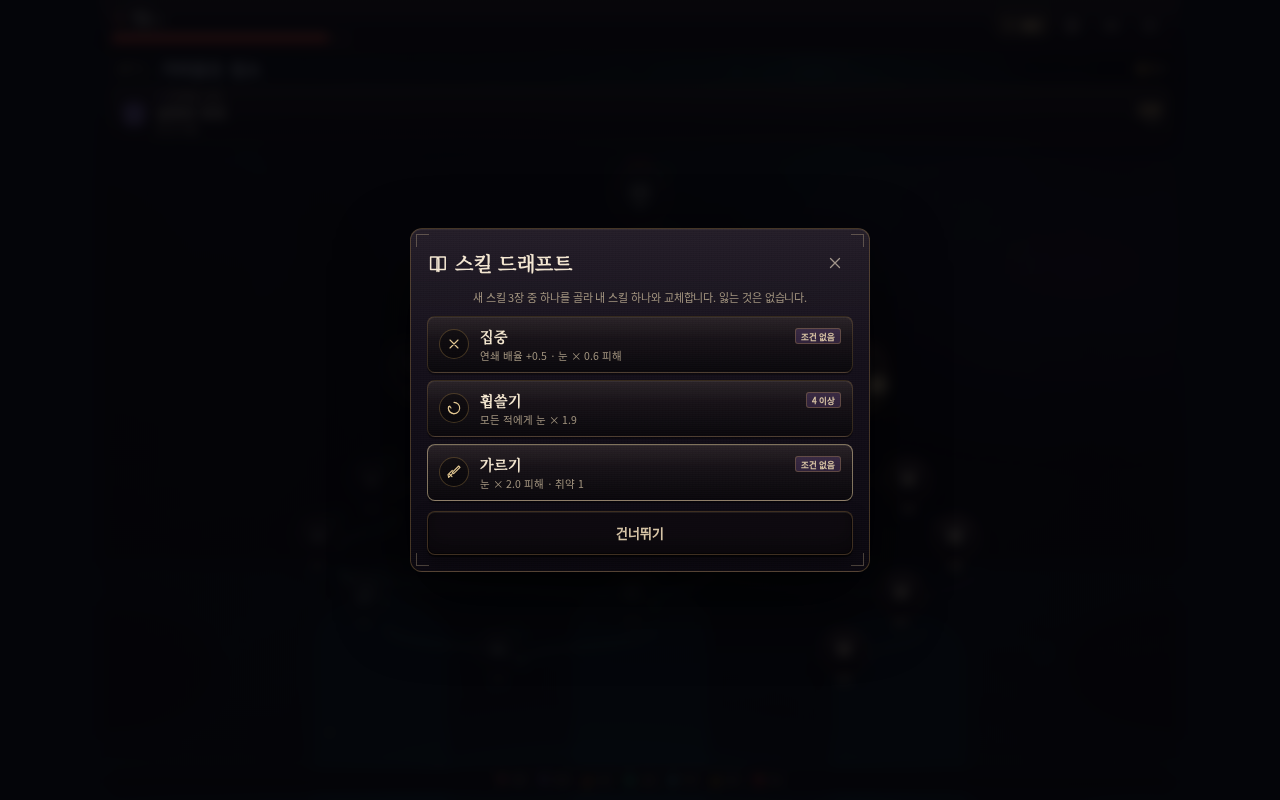 스킬 드래프트
새 스킬 3장 중 하나를 골라 내 스킬 하나와 교체합니다. 잃는 것은 없습니다.
집중
조건 없음
연쇄 배율 +0.5 · 눈 × 0.6 피해
휩쓸기
4 이상
모든 적에게 눈 × 1.9
가르기
조건 없음
눈 × 2.0 피해 · 취약 1
건너뛰기